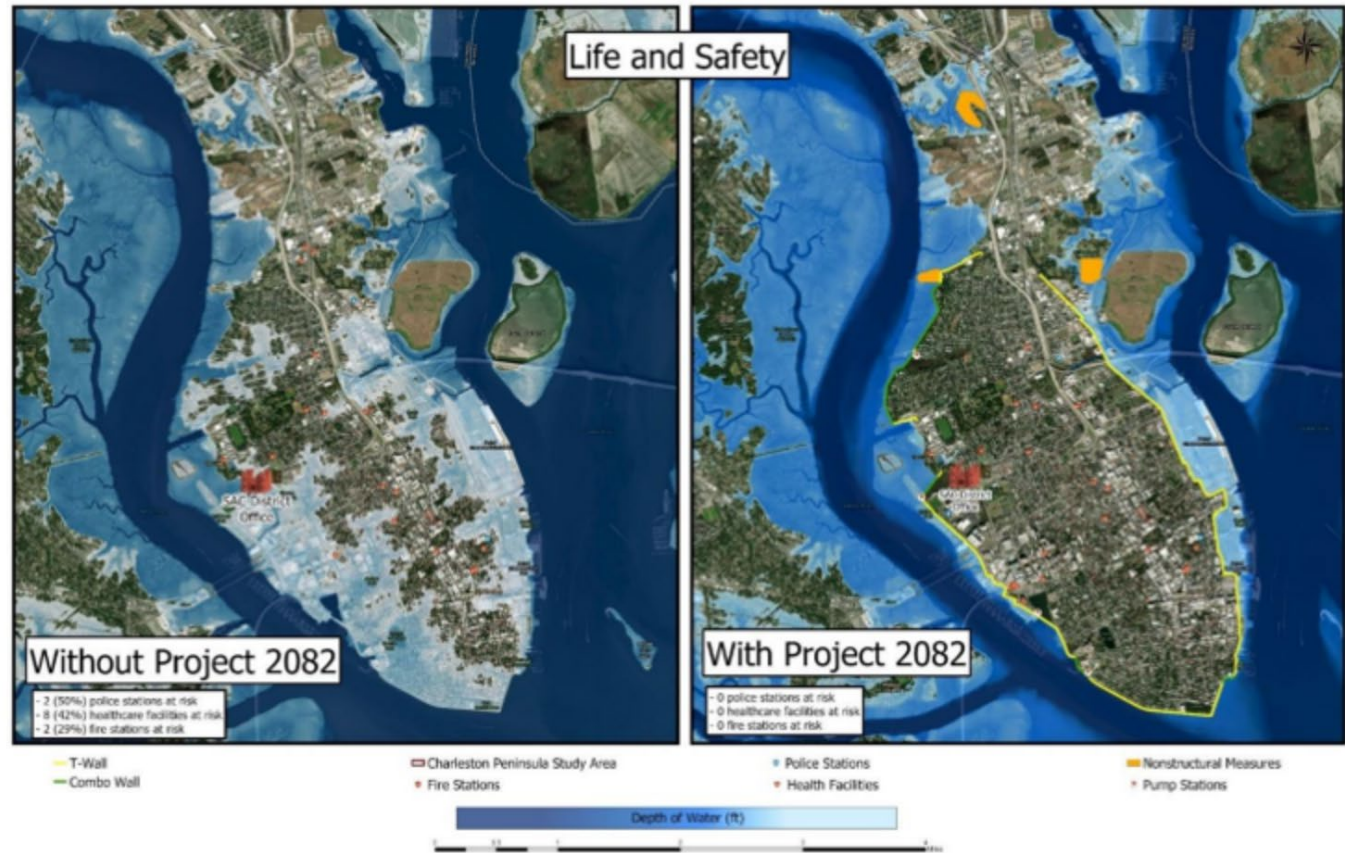 Life and Safety
SAC District
Office
Without Project 2082
- 2 (50%) police stations at risk
- 8 (42%) healthcare facilities at risk
- 2 (29%) fire stations at risk
SAC District
Office
With Project 2082
- 0 police stations at risk
- 0 healthcare facilities at risk
- 0 fire stations at risk
T-Wall
Combo Wall
Charleston Peninsula Study Area
Fire Stations
Police Stations
Health Facilities
Nonstructural Measures
Pump Stations
Depth of Water (ft)